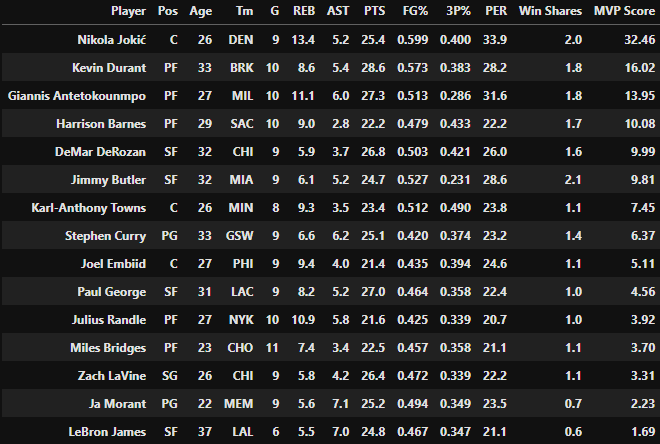 Player Pos Age Tm G REB AST PTS FG% 3P% PER Win Shares MVP Score
Nikola Jokić C 26 DEN 9 13.4 5.2 25.4 0.599 0.400 33.9 2.0 32.46
Kevin Durant PF 33 BRK 10 8.6 5.4 28.6 0.573 0.383 28.2 1.8 16.02
Giannis Antetokounmpo PF 27 MIL 10 11.1 6.0 27.3 0.513 0.286 31.6 1.8 13.95
Harrison Barnes PF 29 SAC 10 9.0 2.8 22.2 0.479 0.433 22.2 1.7 10.08
DeMar DeRozan SF 32 CHI 9 5.9 3.7 26.8 0.503 0.421 26.0 1.6 9.99
Jimmy Butler SF 32 MIA 9 6.1 5.2 24.7 0.527 0.231 28.6 2.1 9.81
Karl-Anthony Towns C 26 MIN 8 9.3 3.5 23.4 0.512 0.490 23.8 1.1 7.45
Stephen Curry PG 33 GSW 9 6.6 6.2 25.1 0.420 0.374 23.2 1.4 6.37
Joel Embiid C 27 PHI 9 9.4 4.0 21.4 0.435 0.394 24.6 1.1 5.11
Paul George SF 31 LAC 9 8.2 5.2 27.0 0.464 0.358 22.4 1.0 4.56
Julius Randle PF 27 NYK 10 10.9 5.8 21.6 0.425 0.339 20.7 1.0 3.92
Miles Bridges PF 23 CHO 11 7.4 3.4 22.5 0.457 0.358 21.1 1.1 3.70
Zach LaVine SG 26 CHI 9 5.8 4.2 26.4 0.472 0.339 22.2 1.1 3.31
Ja Morant PG 22 MEM 9 5.6 7.1 25.2 0.494 0.349 23.5 0.7 2.23
LeBron James SF 37 LAL 6 5.5 7.0 24.8 0.467 0.347 21.1 0.6 1.69